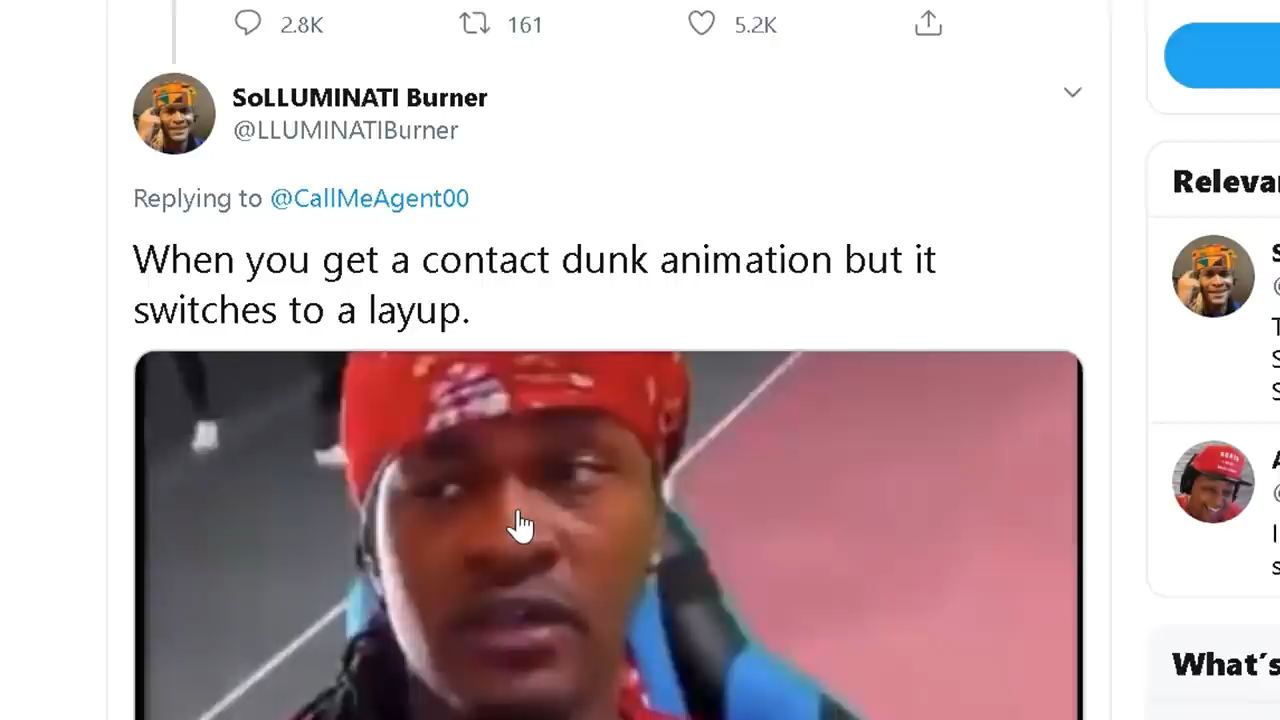 2.8K 161 5.2K
SoLLUMINATI Burner
@LLUMINATIBurner
Replying to @CallMeAgent00
When you get a contact dunk animation but it
switches to a layup.
Releva
S
T
S
S
A
I
s
What's